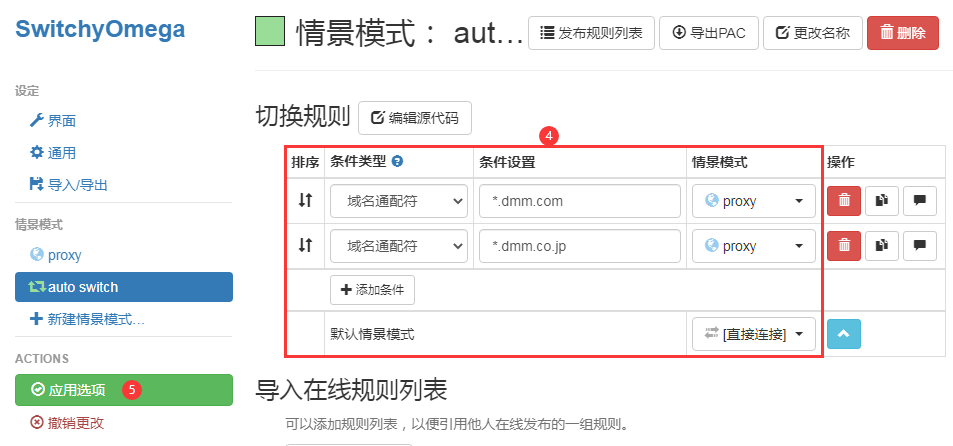 SwitchyOmega
设定
界面
通用
导入/导出
情景模式
proxy
auto switch
新建情景模式...
ACTIONS
应用选项 5
撤销更改
情景模式： aut...
发布规则列表 导出PAC 更改名称 删除
切换规则 编辑源代码
4
排序 条件类型 ? 条件设置 情景模式 操作
域名通配符 *.dmm.com proxy
域名通配符 *.dmm.co.jp proxy
添加条件
默认情景模式 [直接连接]
导入在线规则列表
可以添加规则列表，以便引用他人在线发布的一组规则。